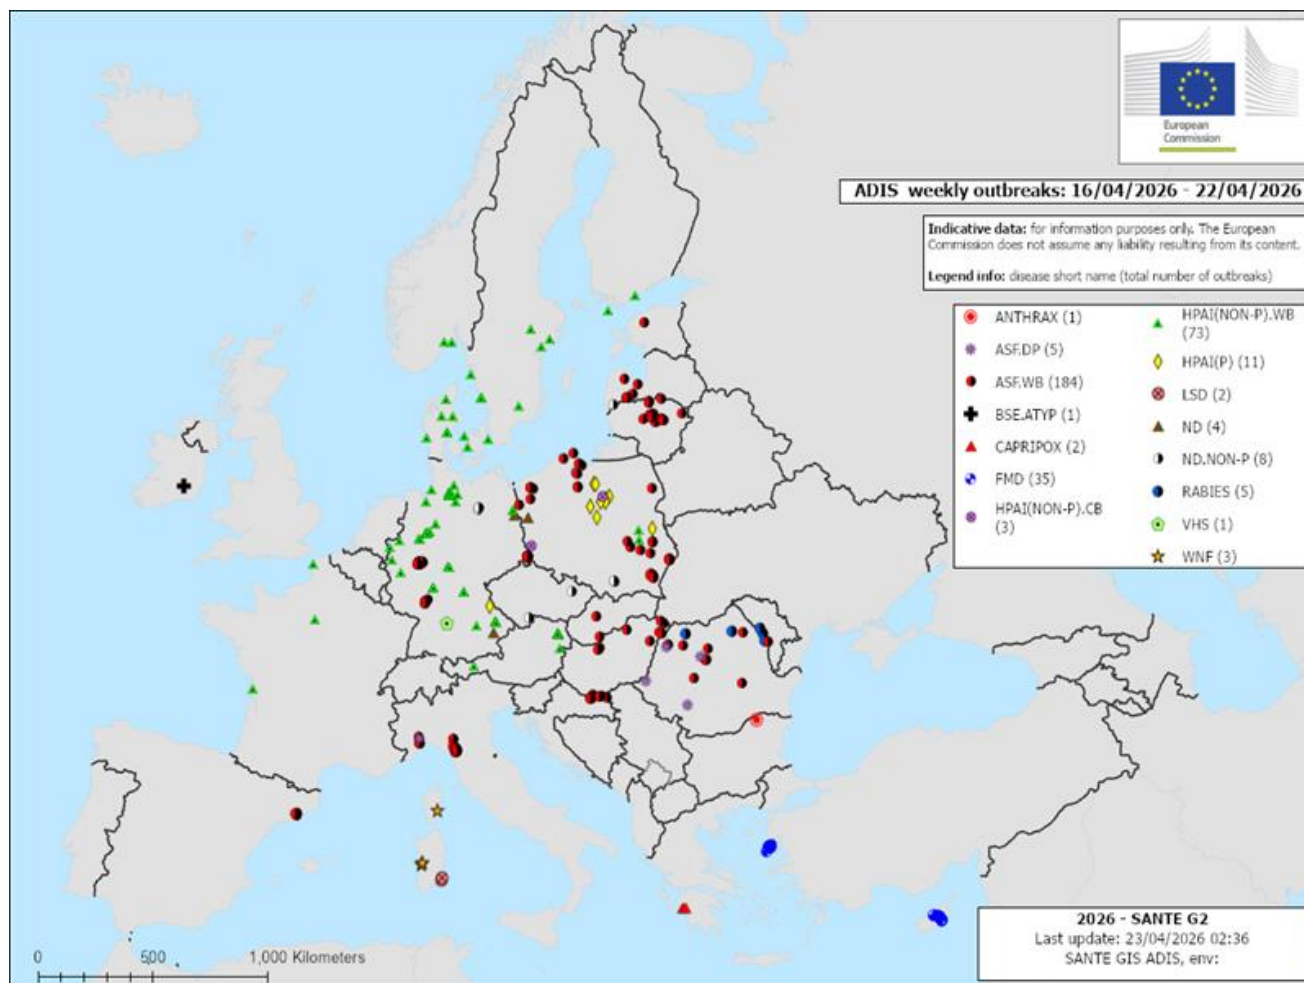 European
Commission
ADIS weekly outbreaks: 16/04/2026 - 22/04/2026
Indicative data: for information purposes only. The European
Commission does not assume any liability resulting from its content.
Legend info: disease short name (total number of outbreaks)
ANTHRAX (1)
ASF.DP (5)
ASF.WB (184)
BSE.ATYP (1)
CAPRIPOX (2)
FMD (35)
HPAI(NON-P).CB
(3)
HPAI(NON-P).WB
(73)
HPAI(P) (11)
LSD (2)
ND (4)
ND.NON-P (8)
RABIES (5)
VHS (1)
WNF (3)
2026 - SANTE G2
Last update: 23/04/2026 02:36
SANTE GIS ADIS, env:
0 500 1,000 Kilometers